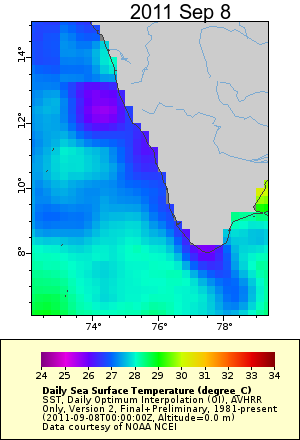 2011 Sep 8
14°
12°
10°
8°
74° 76° 78°
24 25 26 27 28 29 30 31 32 33 34
Daily Sea Surface Temperature (degree_C)
SST, Daily Optimum Interpolation (OI), AVHRR
Only, Version 2, Final+Preliminary, 1981-present
(2011-09-08T00:00:00Z, Altitude=0.0 m)
Data courtesy of NOAA NCEI